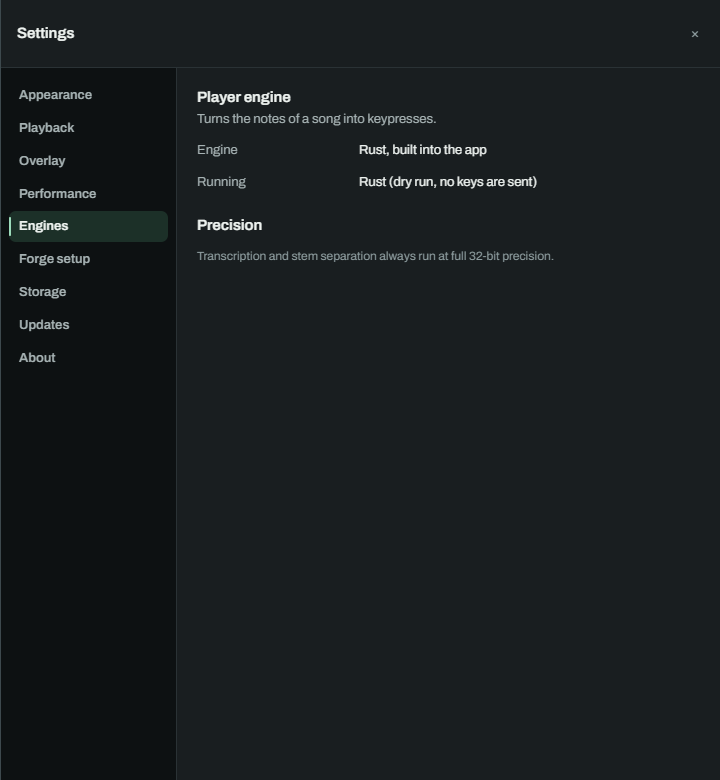 Settings
×
Appearance
Playback
Overlay
Performance
Engines
Forge setup
Storage
Updates
About
Player engine
Turns the notes of a song into keypresses.
Engine Rust, built into the app
Running Rust (dry run, no keys are sent)
Precision
Transcription and stem separation always run at full 32-bit precision.